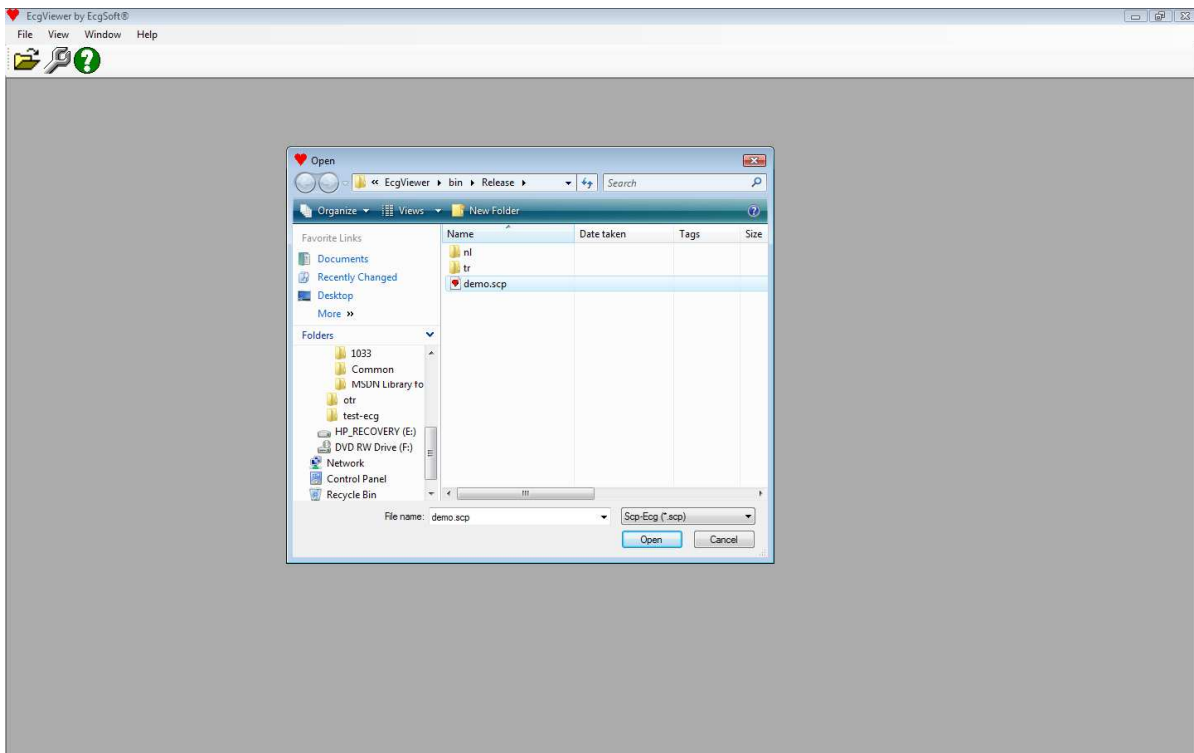 EcgViewer by EcgSoft®
File View Window Help
?
Open
« EcgViewer ▸ bin ▸ Release ▸ Search
Organize Views New Folder ?
Favorite Links
Documents
Recently Changed
Desktop
More »
Folders
1033
Common
MSDN Library to
otr
test-ecg
HP_RECOVERY (E:)
DVD RW Drive (F:)
Network
Control Panel
Recycle Bin
Name Date taken Tags Size
nl
tr
demo.scp
File name: demo.scp Scp-Ecg (*.scp)
Open Cancel